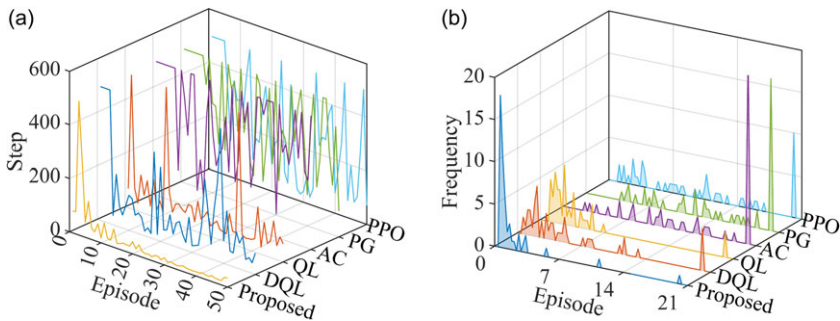 (a)
600
400
200
0
Step
0
10
20
30
40
50
Episode
Proposed
DQL
QL
AC
PG
PPO
(b)
20
15
10
5
0
Frequency
0
7
14
21
Episode
Proposed
DQL
QL
AC
PG
PPO